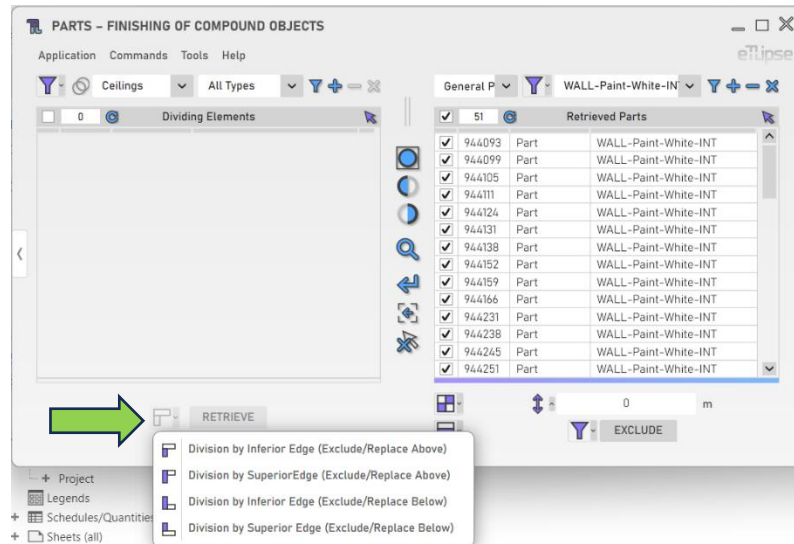 PARTS – FINISHING OF COMPOUND OBJECTS
Application Commands Tools Help
eTLipse
Ceilings All Types General P WALL-Paint-White-IN
0 Dividing Elements 51 Retrieved Parts
944093 Part WALL-Paint-White-INT
944099 Part WALL-Paint-White-INT
944105 Part WALL-Paint-White-INT
944111 Part WALL-Paint-White-INT
944124 Part WALL-Paint-White-INT
944131 Part WALL-Paint-White-INT
944138 Part WALL-Paint-White-INT
944152 Part WALL-Paint-White-INT
944159 Part WALL-Paint-White-INT
944166 Part WALL-Paint-White-INT
944231 Part WALL-Paint-White-INT
944238 Part WALL-Paint-White-INT
944245 Part WALL-Paint-White-INT
944251 Part WALL-Paint-White-INT
0 m
RETRIEVE EXCLUDE
Division by Inferior Edge (Exclude/Replace Above)
Division by SuperiorEdge (Exclude/Replace Above)
Division by Inferior Edge (Exclude/Replace Below)
Division by Superior Edge (Exclude/Replace Below)
Project
Legends
Schedules/Quantities
Sheets (all)